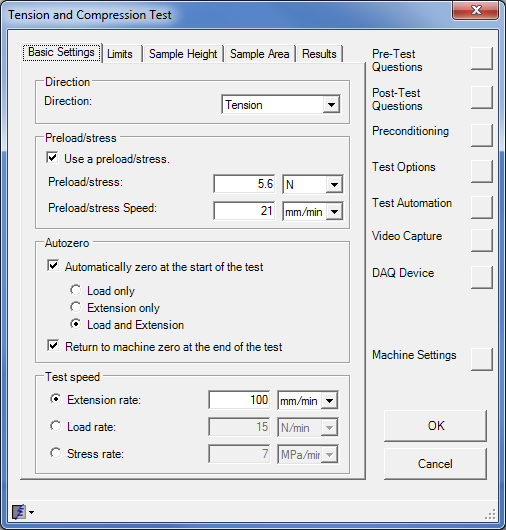 Tension and Compression Test
Basic Settings Limits Sample Height Sample Area Results
Direction
Direction: Tension
Preload/stress
Use a preload/stress.
Preload/stress: 5.6 N
Preload/stress Speed: 21 mm/min
Autozero
Automatically zero at the start of the test
Load only
Extension only
Load and Extension
Return to machine zero at the end of the test
Test speed
Extension rate: 100 mm/min
Load rate: 15 N/min
Stress rate: 7 MPa/min
Pre-Test
Questions
Post-Test
Questions
Preconditioning
Test Options
Test Automation
Video Capture
DAQ Device
Machine Settings
OK
Cancel